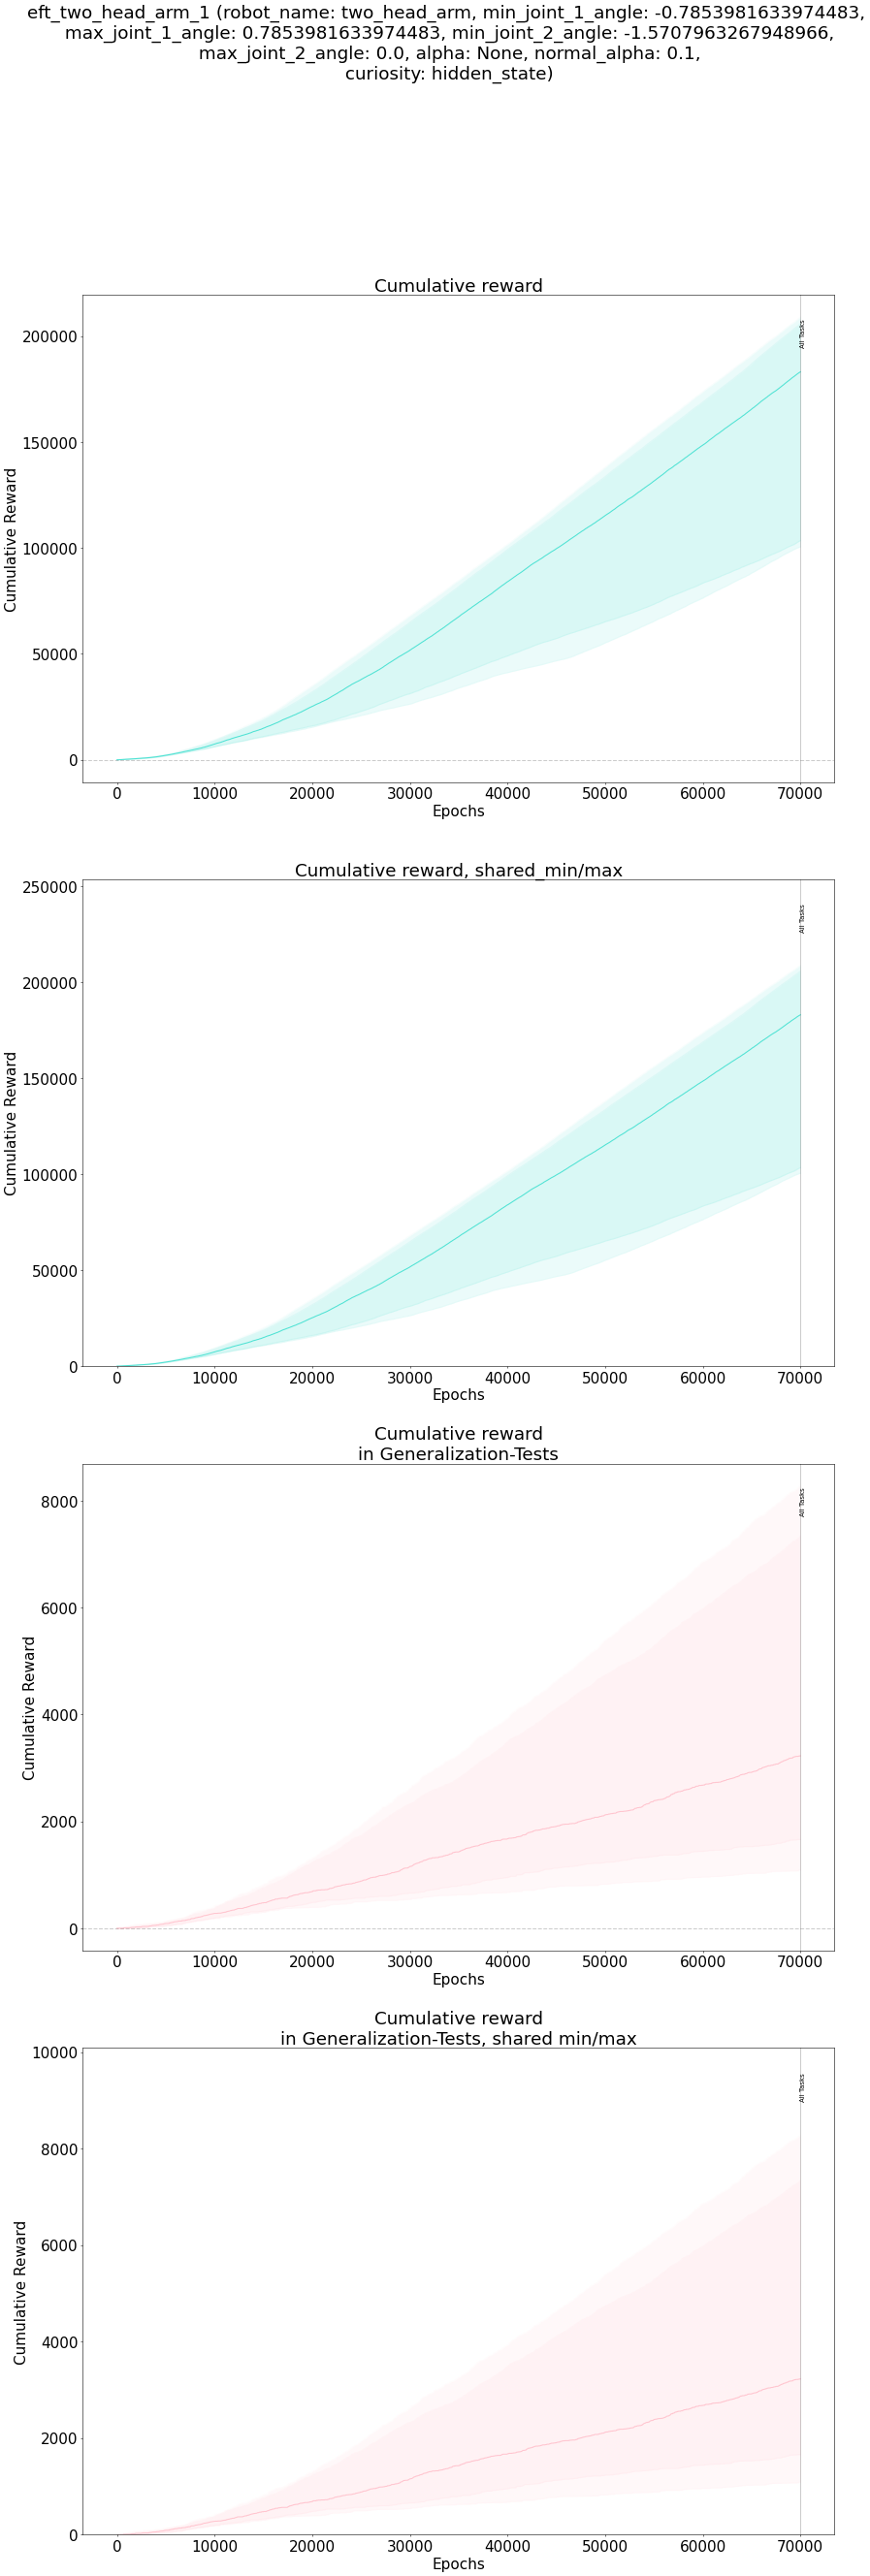 eft_two_head_arm_1 (robot_name: two_head_arm, min_joint_1_angle: -0.7853981633974483,
max_joint_1_angle: 0.7853981633974483, min_joint_2_angle: -1.5707963267948966,
max_joint_2_angle: 0.0, alpha: None, normal_alpha: 0.1,
curiosity: hidden_state)
Cumulative reward
Cumulative Reward
200000
150000
100000
50000
0
All Tasks
0 10000 20000 30000 40000 50000 60000 70000
Epochs
Cumulative reward, shared_min/max
Cumulative Reward
250000
200000
150000
100000
50000
0
All Tasks
0 10000 20000 30000 40000 50000 60000 70000
Epochs
Cumulative reward
in Generalization-Tests
Cumulative Reward
8000
6000
4000
2000
0
All Tasks
0 10000 20000 30000 40000 50000 60000 70000
Epochs
Cumulative reward
in Generalization-Tests, shared min/max
Cumulative Reward
10000
8000
6000
4000
2000
0
All Tasks
0 10000 20000 30000 40000 50000 60000 70000
Epochs